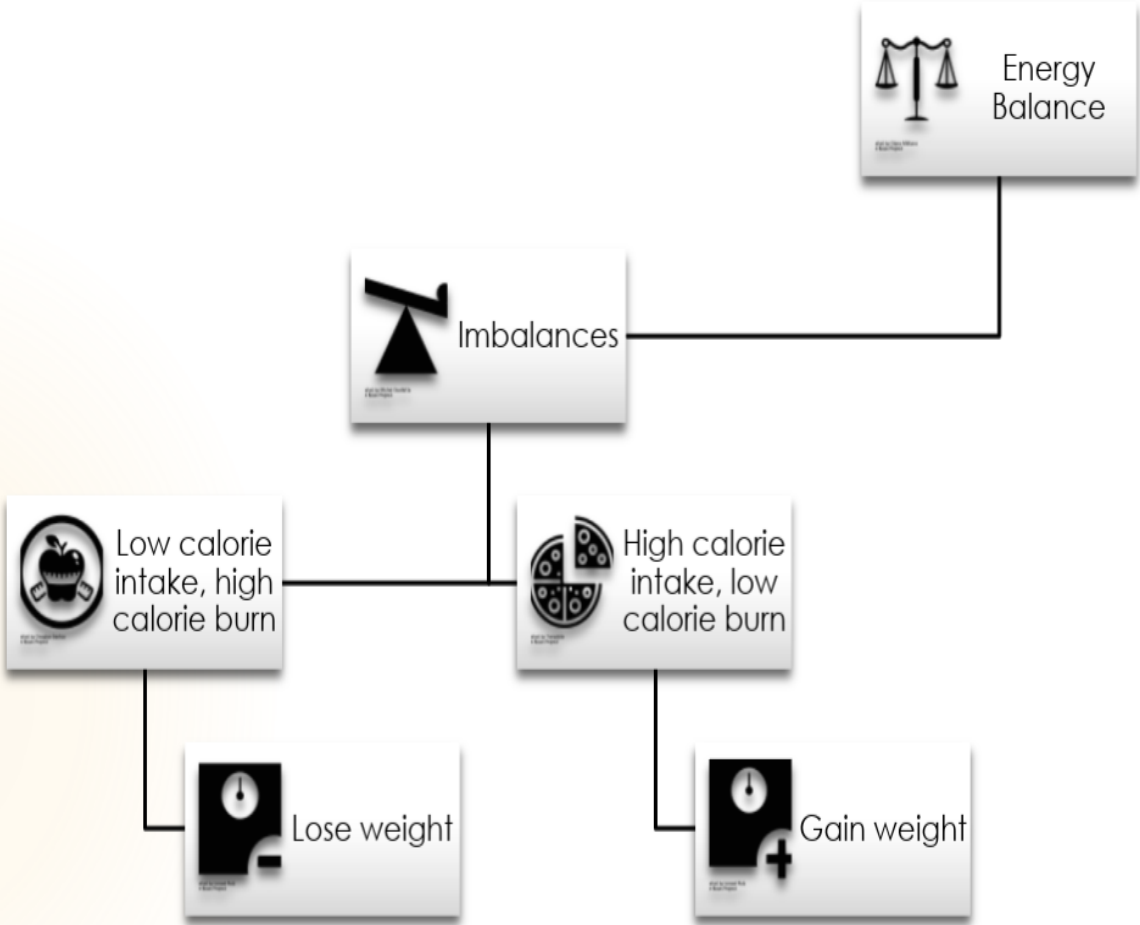 Energy
Balance
Imbalances
Low calorie
intake, high
calorie burn
High calorie
intake, low
calorie burn
Lose weight
Gain weight